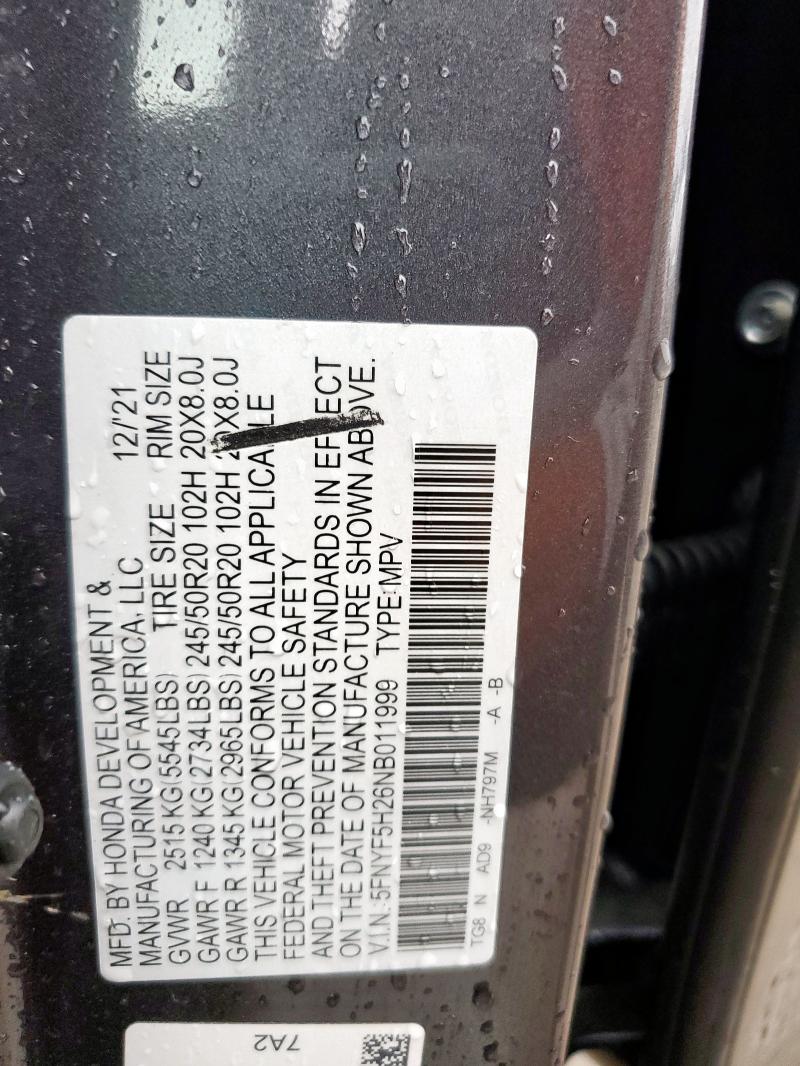 MFD. BY HONDA DEVELOPMENT &
MANUFACTURING OF AMERICA, LLC 12/'21
GVWR 2515 KG(5545LBS) TIRE SIZE RIM SIZE
GAWR F 1240 KG(2734LBS) 245/50R20 102H 20X8.0J
GAWR R 1345 KG(2965LBS) 245/50R20 102H 20X8.0J
THIS VEHICLE CONFORMS TO ALL APPLICABLE
FEDERAL MOTOR VEHICLE SAFETY
AND THEFT PREVENTION STANDARDS IN EFFECT
ON THE DATE OF MANUFACTURE SHOWN ABOVE.
V.I.N.:5FNYF5H26NB011999 TYPE:MPV
TG8 N AD9 -NH797M -A -B
7A2